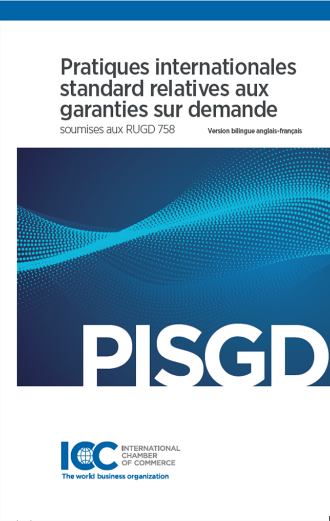 Pratiques internationales
standard relatives aux
garanties sur demande
soumises aux RUGD 758 Version bilingue anglais-français
PISGD
ICC INTERNATIONAL
CHAMBER
OF COMMERCE
The world business organization